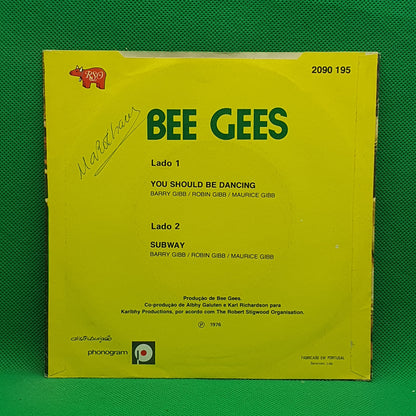 RSO
2090 195
BEE GEES
Lado 1
YOU SHOULD BE DANCING
BARRY GIBB / ROBIN GIBB / MAURICE GIBB
Lado 2
SUBWAY
BARRY GIBB / ROBIN GIBB / MAURICE GIBB
Produção de Bee Gees.
Co-produção de Albhy Galuten e Karl Richardson para
Karlbhy Productions, por acordo com The Robert Stigwood Organisation.
Ⓟ 1976
phonogram
FABRICADO EM PORTUGAL